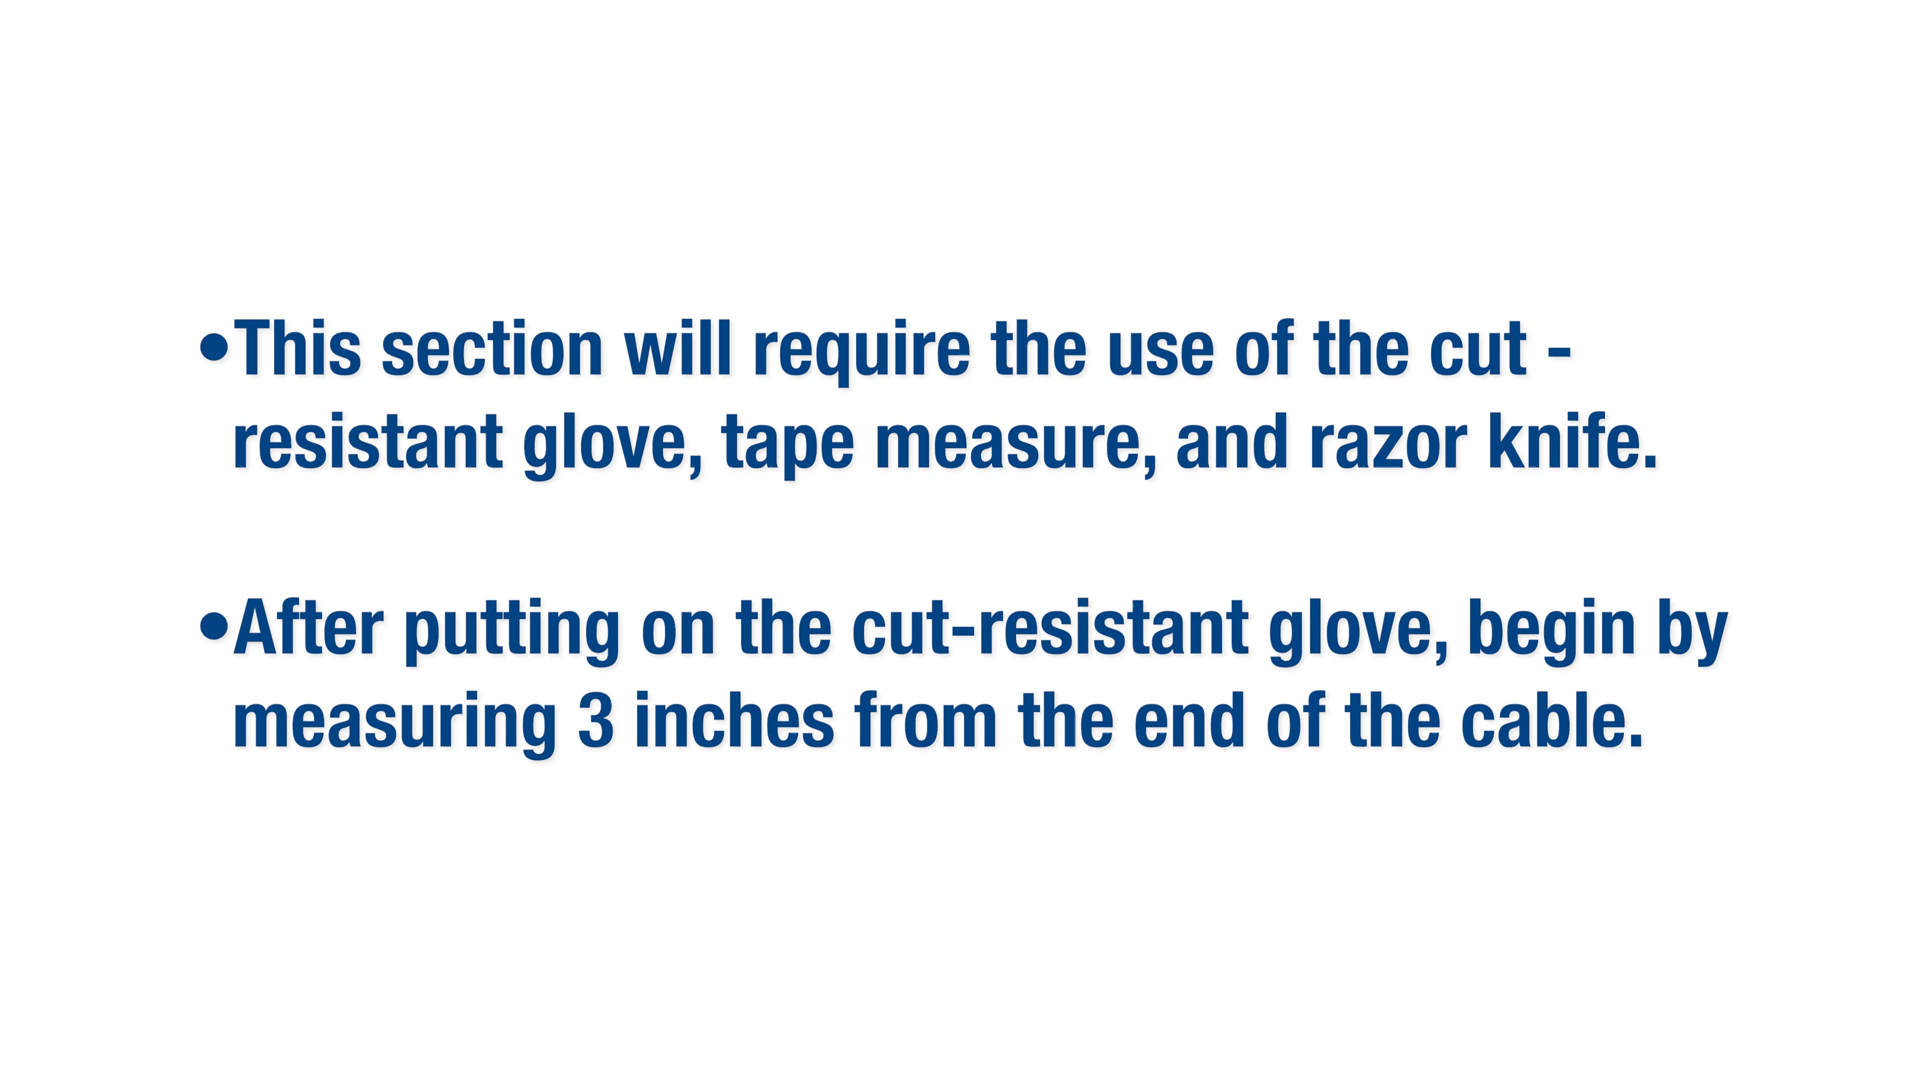 •This section will require the use of the cut -
resistant glove, tape measure, and razor knife.
•After putting on the cut-resistant glove, begin by
measuring 3 inches from the end of the cable.